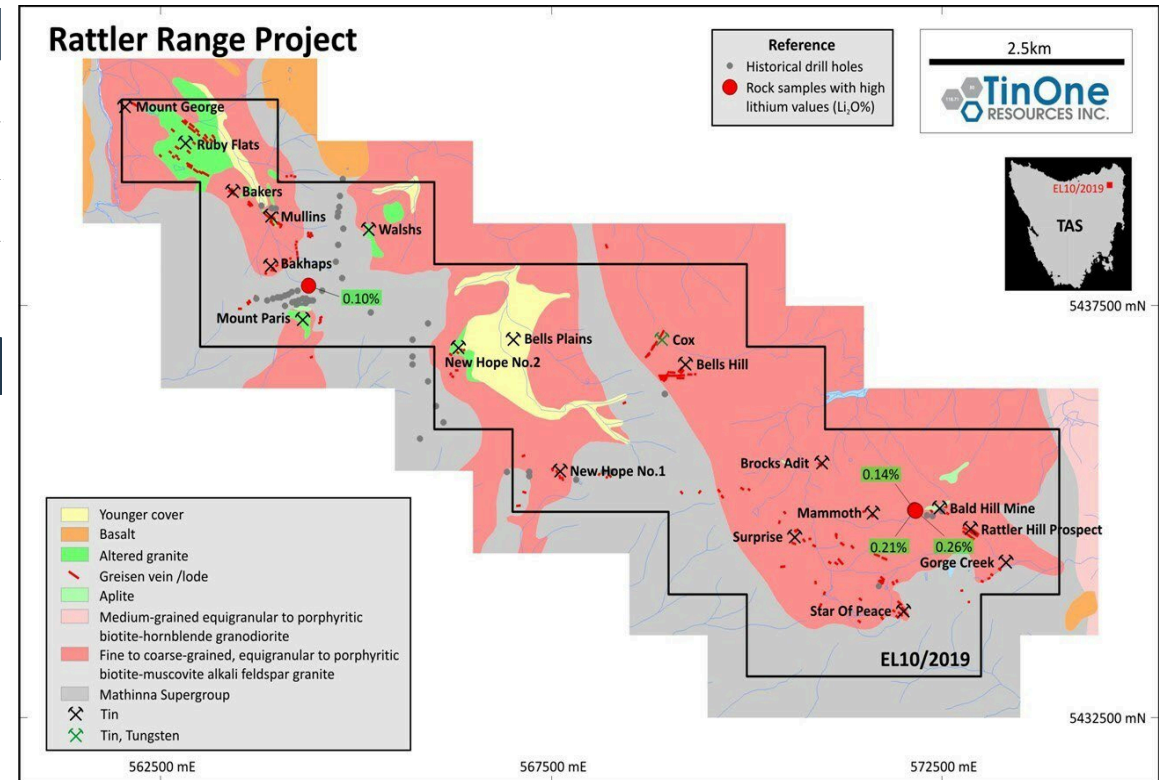 Rattler Range Project
Reference
Historical drill holes
Rock samples with high
lithium values (Li₂O%)
2.5km
TinOne
RESOURCES INC.
EL10/2019
TAS
Mount George
Ruby Flats
Bakers
Mullins
Walshs
Bakhaps
0.10%
5437500 mN
Mount Paris
Bells Plains
New Hope No.2
Cox
Bells Hill
New Hope No.1
Brocks Adit
0.14%
Mammoth
Bald Hill Mine
Rattler Hill Prospect
Surprise
0.21%
0.26%
Gorge Creek
Star Of Peace
EL10/2019
Younger cover
Basalt
Altered granite
Greisen vein /lode
Aplite
Medium-grained equigranular to porphyritic
biotite-hornblende granodiorite
Fine to coarse-grained, equigranular to porphyritic
biotite-muscovite alkali feldspar granite
Mathinna Supergroup
Tin
Tin, Tungsten
5432500 mN
562500 mE
567500 mE
572500 mE